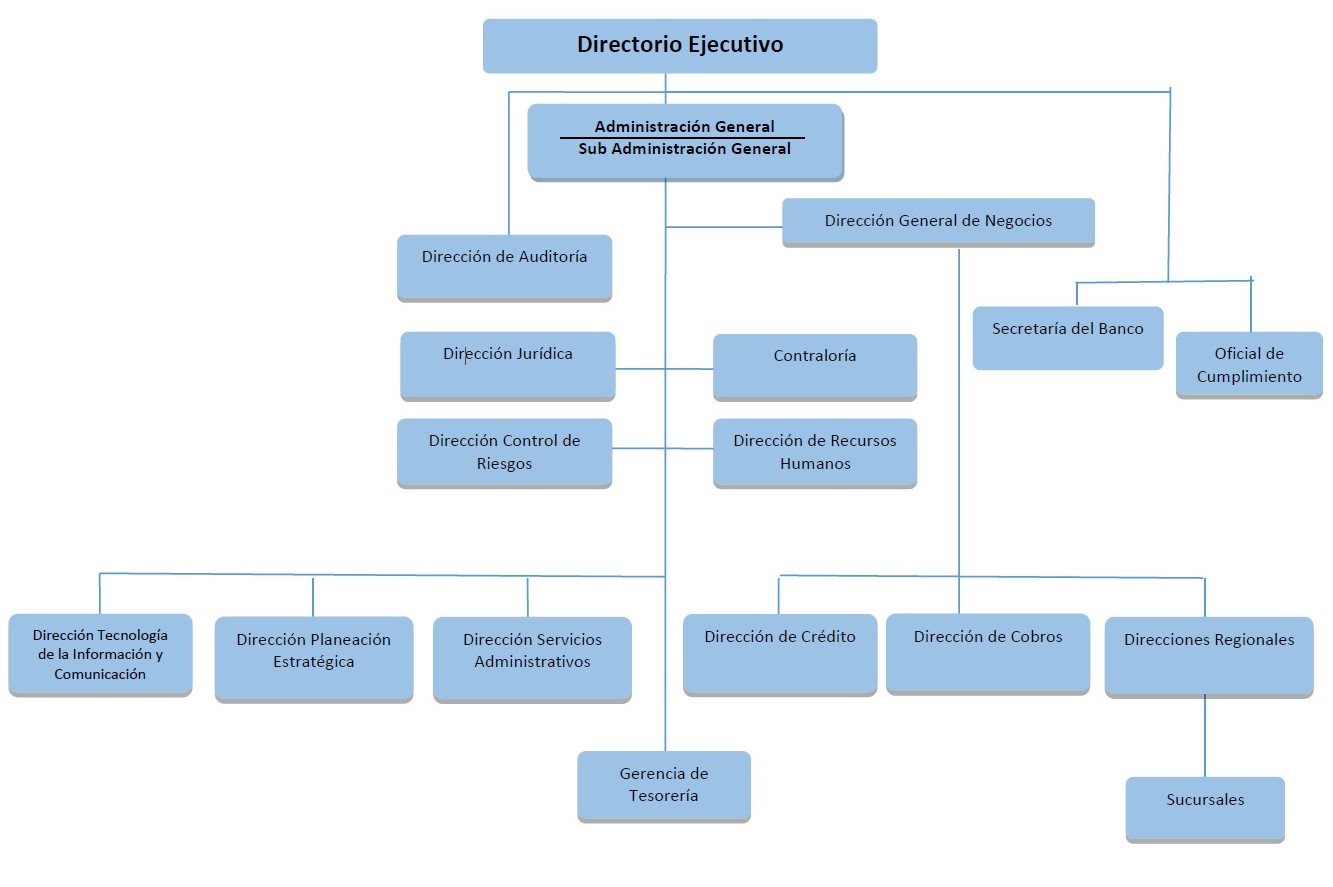 Directorio Ejecutivo
Administración General
Sub Administración General
Dirección General de Negocios
Dirección de Auditoría
Secretaría del Banco
Oficial de
Cumplimiento
Dirección Jurídica
Contraloría
Dirección Control de
Riesgos
Dirección de Recursos
Humanos
Dirección Tecnología
de la Información y
Comunicación
Dirección Planeación
Estratégica
Dirección Servicios
Administrativos
Dirección de Crédito
Dirección de Cobros
Direcciones Regionales
Gerencia de
Tesorería
Sucursales